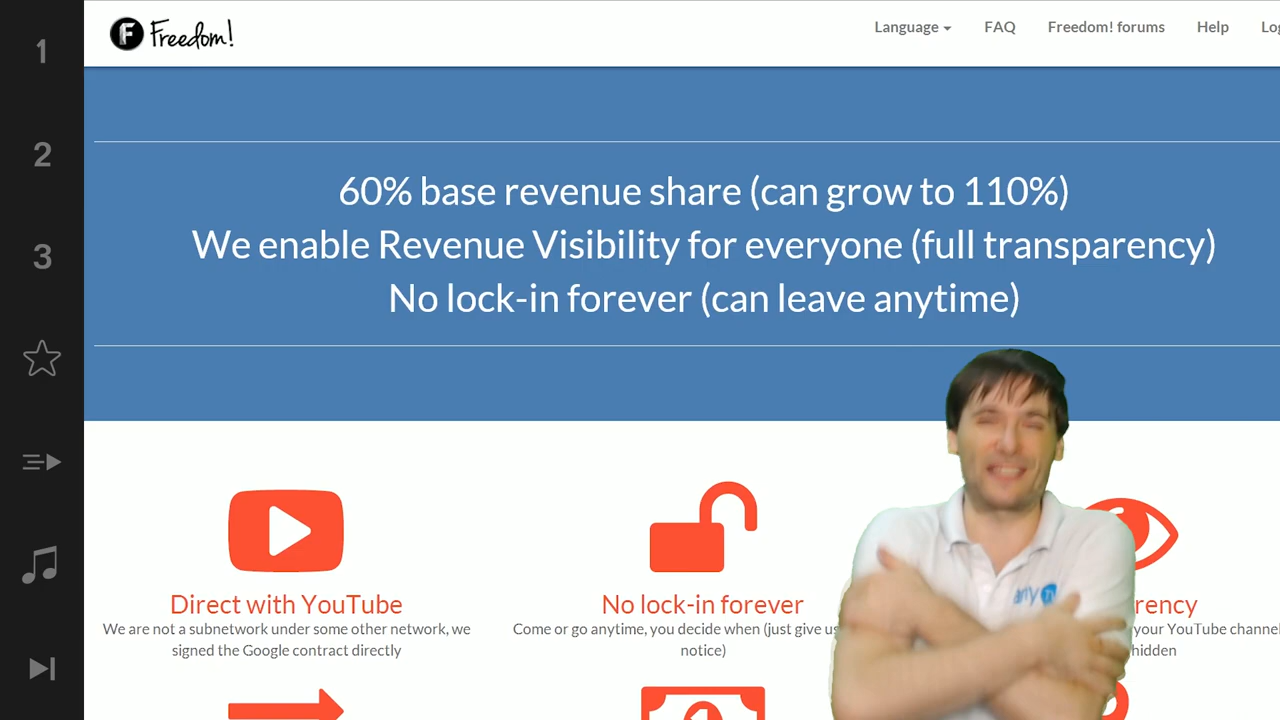 1
2
3
F Freedom!
Language FAQ Freedom! forums Help
60% base revenue share (can grow to 110%)
We enable Revenue Visibility for everyone (full transparency)
No lock-in forever (can leave anytime)
Direct with YouTube
We are not a subnetwork under some other network, we
signed the Google contract directly
No lock-in forever
Come or go anytime, you decide when (just give us
notice)
rency
your YouTube channel
hidden
any